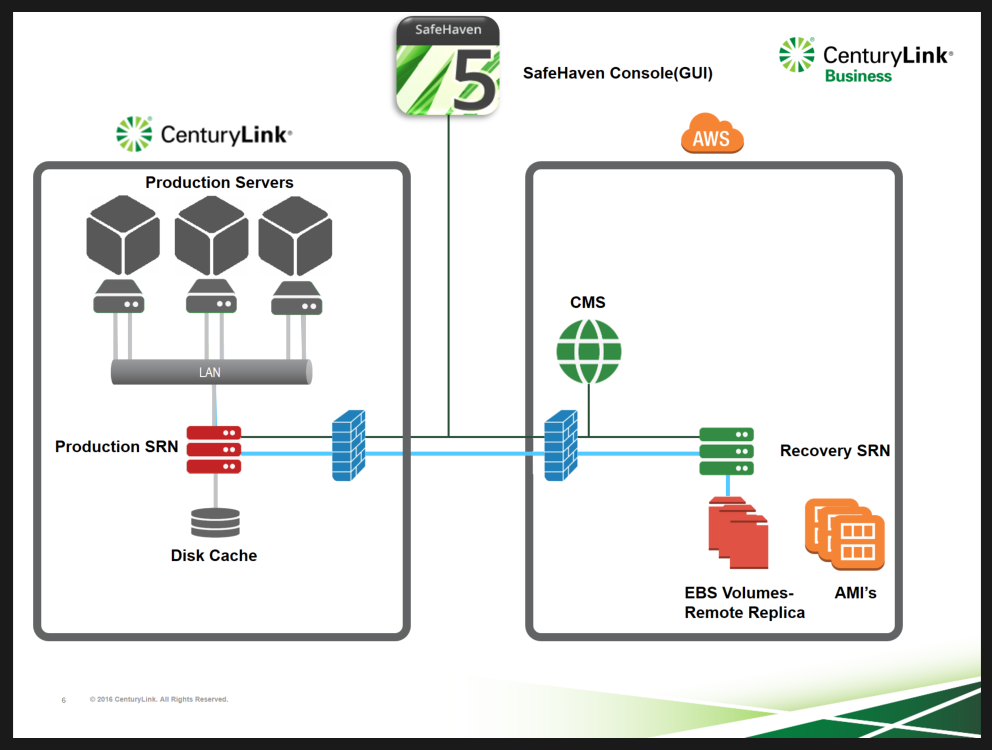 SafeHaven
5
SafeHaven Console(GUI)
CenturyLink®
Business
CenturyLink®
AWS
Production Servers
LAN
CMS
Production SRN
Recovery SRN
Disk Cache
EBS Volumes-
Remote Replica
AMI's
6
© 2016 CenturyLink. All Rights Reserved.